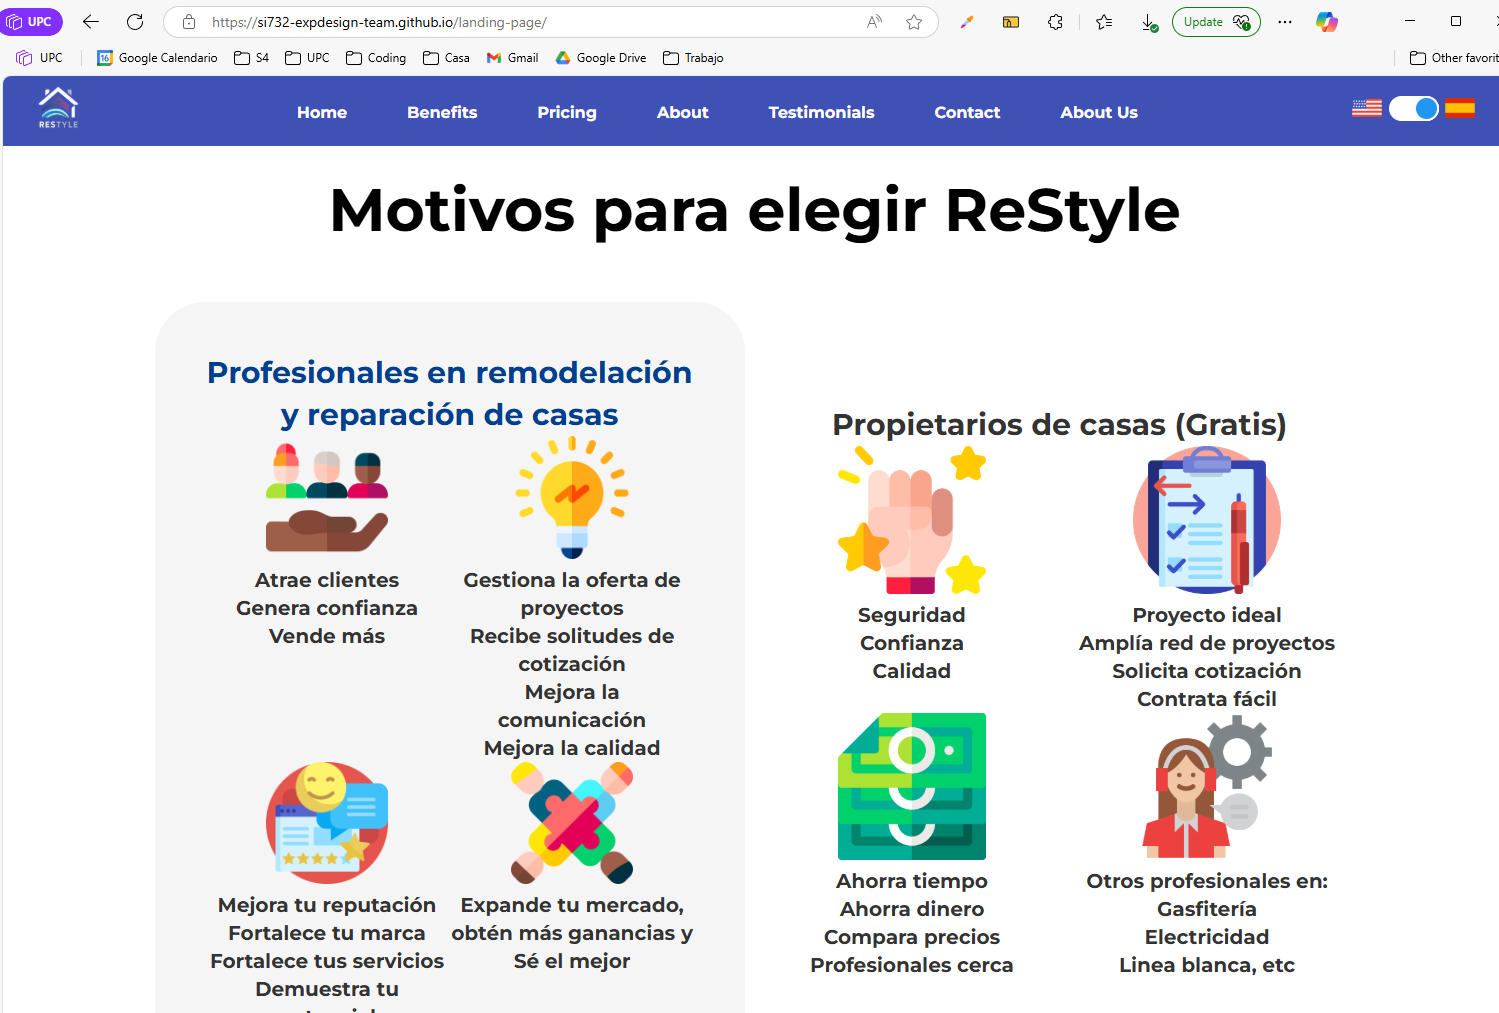 UPC
https://si732-expdesign-team.github.io/landing-page/
Update
UPC
Google Calendario
S4
UPC
Coding
Casa
Gmail
Google Drive
Trabajo
Other favorit
RESTYLE
Home
Benefits
Pricing
About
Testimonials
Contact
About Us
Motivos para elegir ReStyle
Profesionales en remodelación
y reparación de casas
Atrae clientes
Genera confianza
Vende más
Gestiona la oferta de
proyectos
Recibe solitudes de
cotización
Mejora la
comunicación
Mejora la calidad
Mejora tu reputación
Fortalece tu marca
Fortalece tus servicios
Demuestra tu
Expande tu mercado,
obtén más ganancias y
Sé el mejor
Propietarios de casas (Gratis)
Seguridad
Confianza
Calidad
Proyecto ideal
Amplía red de proyectos
Solicita cotización
Contrata fácil
Ahorra tiempo
Ahorra dinero
Compara precios
Profesionales cerca
Otros profesionales en:
Gasfitería
Electricidad
Linea blanca, etc